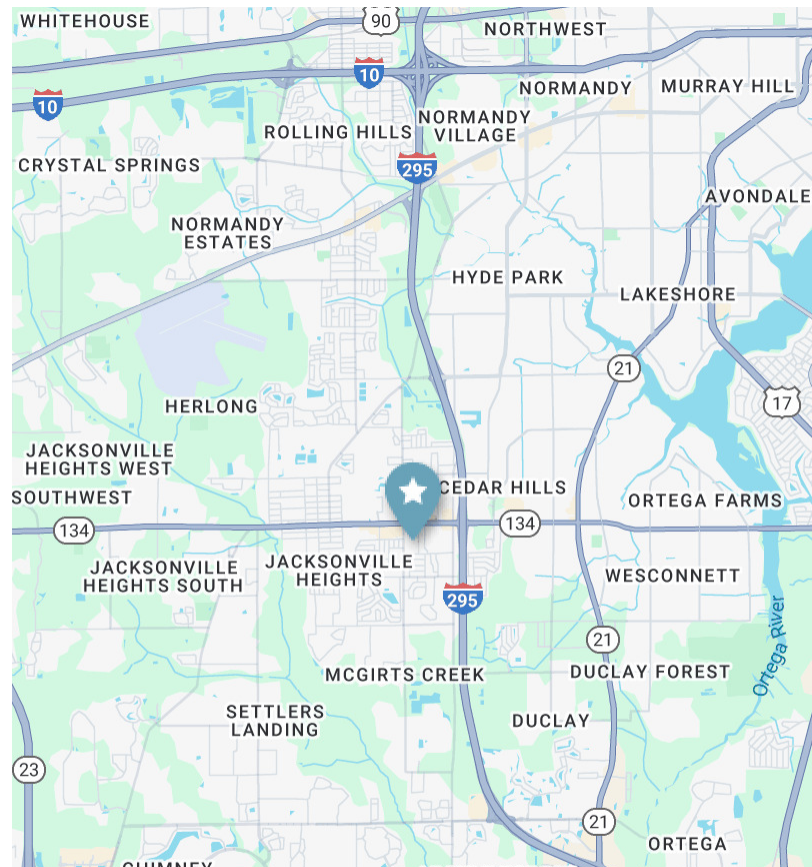 WHITEHOUSE
90
NORTHWEST
10
10
NORMANDY
MURRAY HILL
ROLLING HILLS
NORMANDY
VILLAGE
CRYSTAL SPRINGS
295
AVONDALE
NORMANDY
ESTATES
HYDE PARK
LAKESHORE
21
17
HERLONG
JACKSONVILLE
HEIGHTS WEST
SOUTHWEST
CEDAR HILLS
ORTEGA FARMS
134
134
JACKSONVILLE
HEIGHTS SOUTH
JACKSONVILLE
HEIGHTS
WESCONNETT
295
21
Ortega River
MCGIRTS CREEK
DUCLAY FOREST
SETTLERS
LANDING
DUCLAY
23
21
ORTEGA